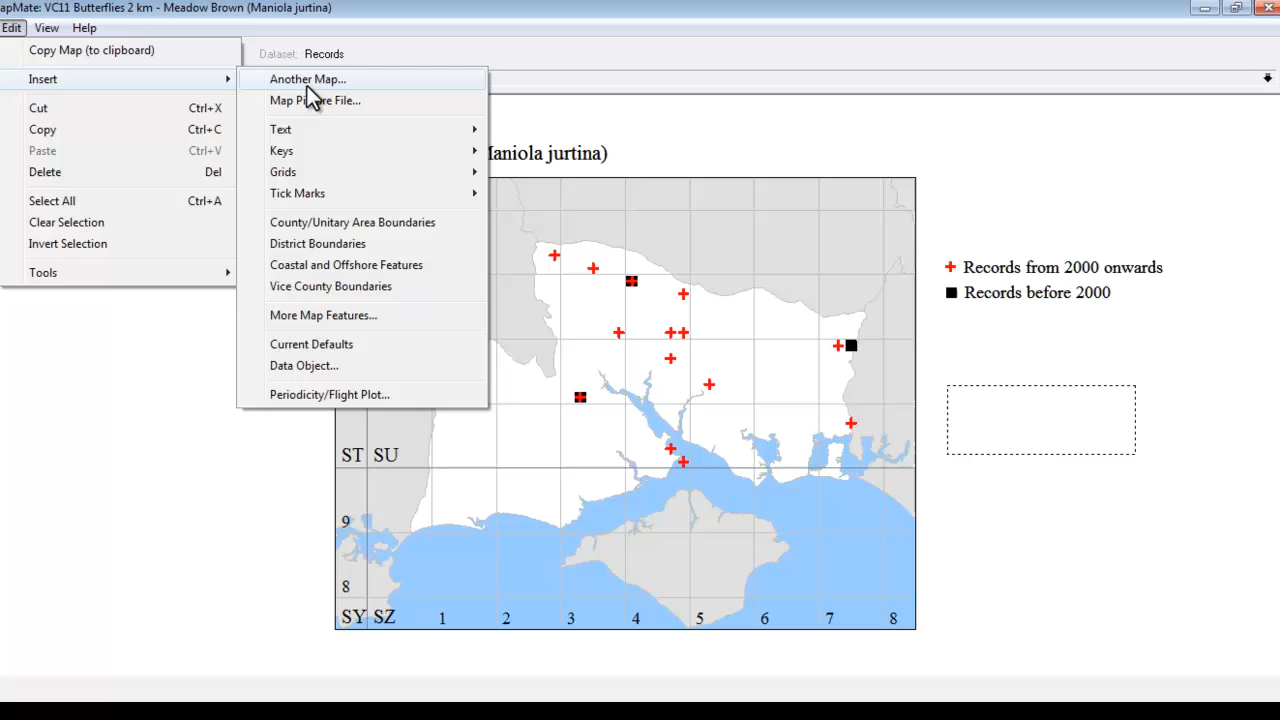 apMate: VC11 Butterflies 2 km - Meadow Brown (Maniola jurtina)
Edit View Help
Copy Map (to clipboard)
Insert
Cut Ctrl+X
Copy Ctrl+C
Paste Ctrl+V
Delete Del
Select All Ctrl+A
Clear Selection
Invert Selection
Tools
Dataset: Records
Another Map...
Map Pi re File...
Text
Keys
Grids
Tick Marks
County/Unitary Area Boundaries
District Boundaries
Coastal and Offshore Features
Vice County Boundaries
More Map Features...
Current Defaults
Data Object...
Periodicity/Flight Plot...
aniola jurtina)
Records from 2000 onwards
Records before 2000
ST SU
9
8
SY SZ 1 2 3 4 5 6 7 8